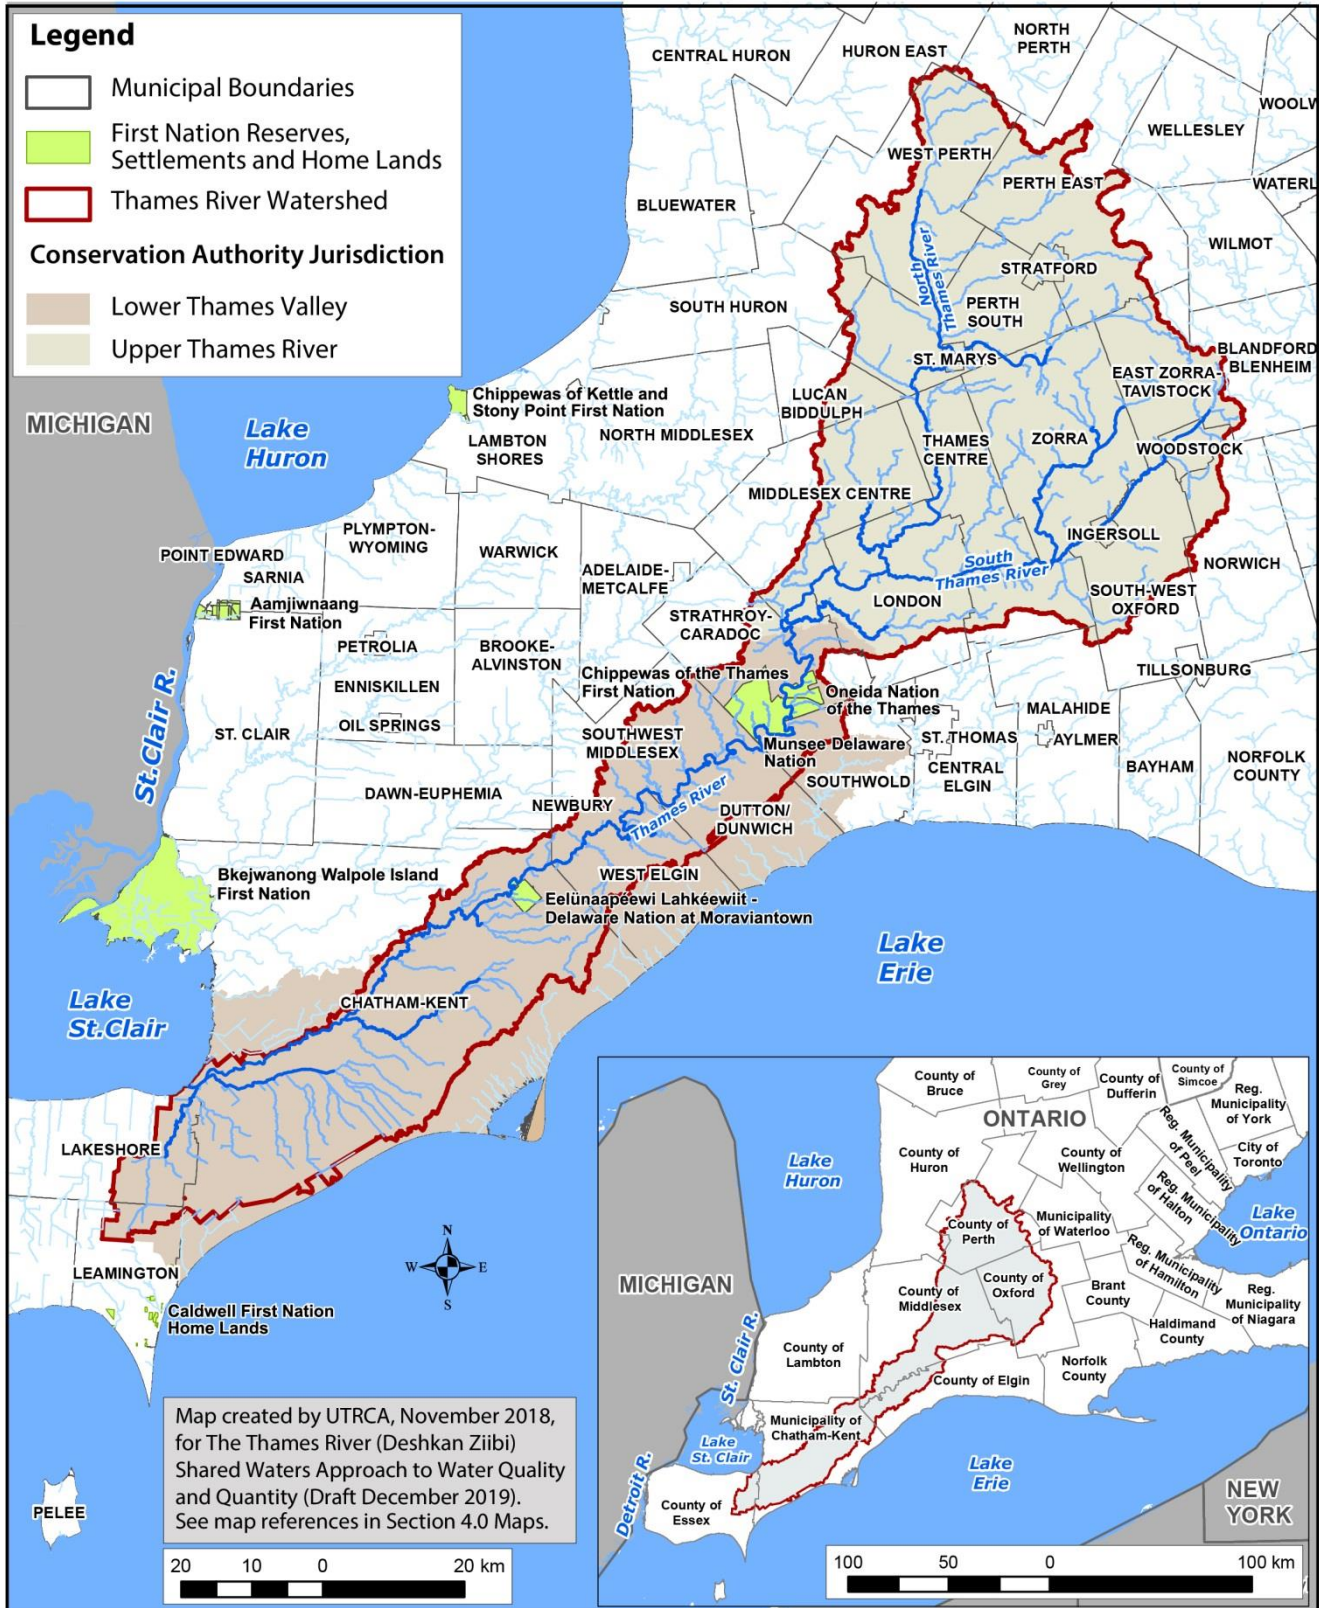 Legend
Municipal Boundaries
First Nation Reserves,
Settlements and Home Lands
Thames River Watershed
Conservation Authority Jurisdiction
Lower Thames Valley
Upper Thames River
CENTRAL HURON
HURON EAST
NORTH
PERTH
WOOLW
WELLESLEY
WEST PERTH
PERTH EAST
WATERL
BLUEWATER
WILMOT
North
Thames River
STRATFORD
SOUTH HURON
PERTH
SOUTH
ST. MARYS
BLANDFORD
BLENHEIM
EAST ZORRA-
TAVISTOCK
MICHIGAN
Lake
Huron
Chippewas of Kettle and
Stony Point First Nation
LUCAN
BIDDULPH
LAMBTON
SHORES
NORTH MIDDLESEX
THAMES
CENTRE
ZORRA
WOODSTOCK
MIDDLESEX CENTRE
PLYMPTON-
WYOMING
WARWICK
INGERSOLL
POINT EDWARD
SARNIA
ADELAIDE-
METCALFE
South
Thames River
NORWICH
Aamjiwnaang
First Nation
STRATHROY-
CARADOC
LONDON
SOUTH-WEST
OXFORD
PETROLIA
BROOKE-
ALVINSTON
TILLSONBURG
Chippewas of the Thames
First Nation
ENNISKILLEN
Oneida Nation
of the Thames
MALAHIDE
St.Clair R.
ST. CLAIR
OIL SPRINGS
SOUTHWEST
MIDDLESEX
Munsee Delaware
Nation
ST. THOMAS
AYLMER
CENTRAL
ELGIN
BAYHAM
NORFOLK
COUNTY
SOUTHWOLD
DAWN-EUPHEMIA
NEWBURY
Thames River
DUTTON/
DUNWICH
Bkejwanong Walpole Island
First Nation
WEST ELGIN
Eelünaapéewi Lahkéewiit -
Delaware Nation at Moraviantown
Lake
Erie
Lake
St.Clair
CHATHAM-KENT
LAKESHORE
LEAMINGTON
Caldwell First Nation
Home Lands
PELEE
N
W
E
S
Map created by UTRCA, November 2018,
for The Thames River (Deshkan Ziibi)
Shared Waters Approach to Water Quality
and Quantity (Draft December 2019).
See map references in Section 4.0 Maps.
20 10 0 20 km
County of
Bruce
County of
Grey
County of
Dufferin
County of
Simcoe
Reg.
Municipality
of York
ONTARIO
Reg. Municipality
of Peel
City of
Toronto
Lake
Huron
County of
Huron
County of
Wellington
Reg. Municipality
of Halton
Lake
Ontario
County of
Perth
Municipality
of Waterloo
Reg. Municipality
of Hamilton
MICHIGAN
County of
Middlesex
County of
Oxford
Brant
County
Reg.
Municipality
of Niagara
Haldimand
County
County of
Lambton
St. Clair R.
Norfolk
County
County of Elgin
Municipality of
Chatham-Kent
Lake
St. Clair
Lake
Erie
Detroit R.
County of
Essex
NEW
YORK
100 50 0 100 km